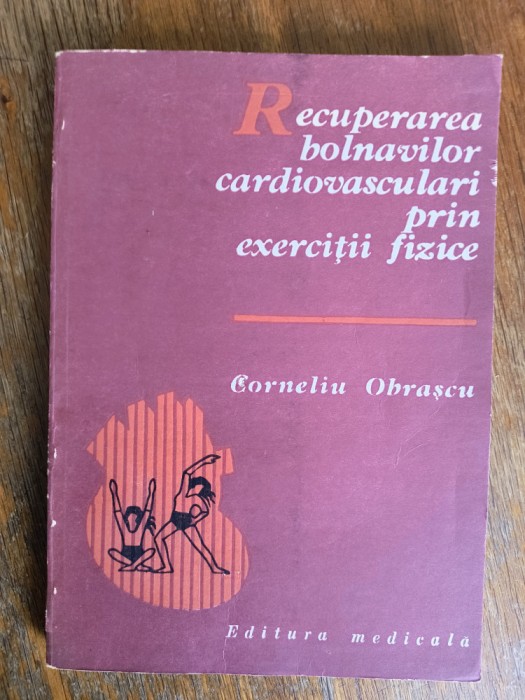 Recuperarea
bolnavilor
cardiovasculari
prin
exerciţii fizice
Corneliu Obraşcu
Editura medicală